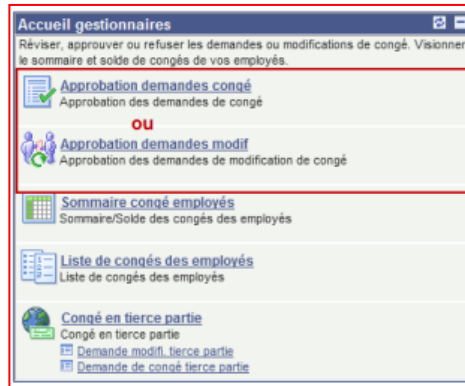 Accueil gestionnaires
Réviser, approuver ou refuser les demandes ou modifications de congé. Visionner
le sommaire et solde de congés de vos employés.
Approbation demandes congé
Approbation des demandes de congé
ou
Approbation demandes modif
Approbation des demandes de modification de congé
Sommaire congé employés
Sommaire/Solde des congés des employés
Liste de congés des employés
Liste de congés des employés
Congé en tierce partie
Congé en tierce partie
Demande modifi. tierce partie
Demande de congé tierce partie